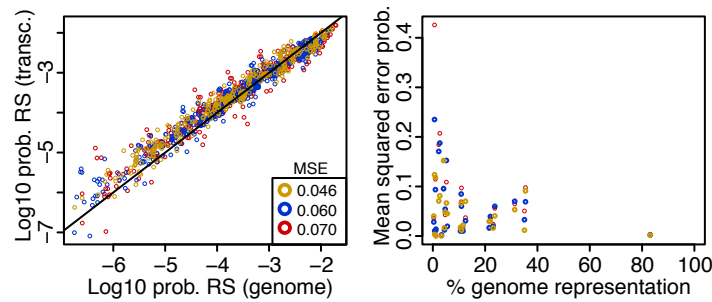 Log10 prob. RS (transc.)
−3
−5
−7
MSE
0.046
0.060
0.070
−6 −5 −4 −3 −2
Log10 prob. RS (genome)
Mean squared error prob.
0.4
0.3
0.2
0.1
0.0
0 20 40 60 80 100
% genome representation